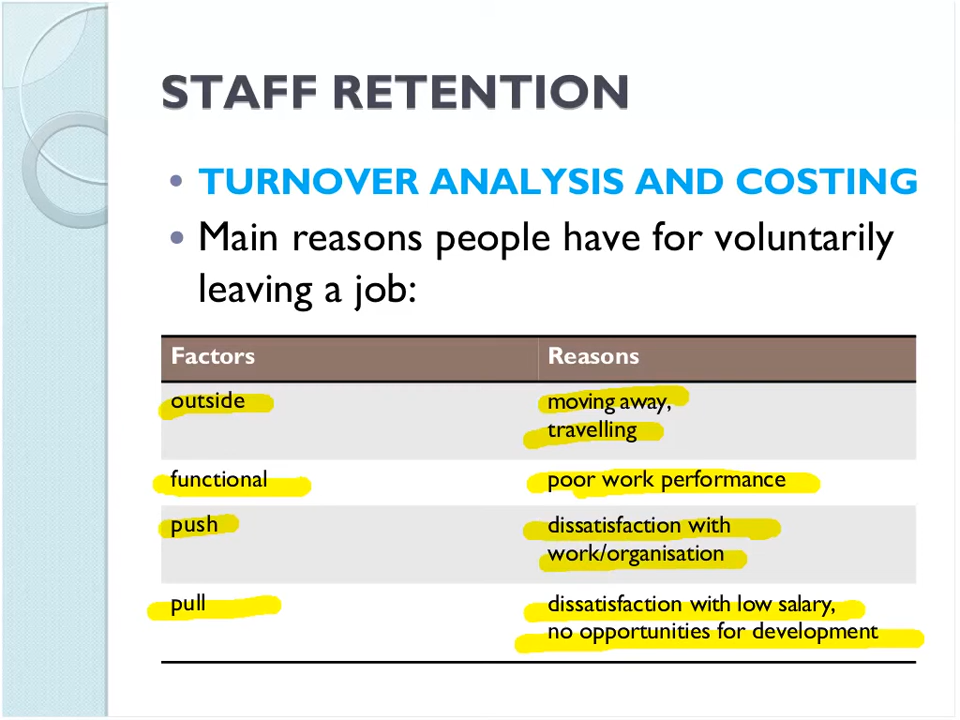 STAFF RETENTION
• TURNOVER ANALYSIS AND COSTING
• Main reasons people have for voluntarily
leaving a job:
Factors Reasons
outside moving away,
travelling
functional poor work performance
push dissatisfaction with
work/organisation
pull dissatisfaction with low salary,
no opportunities for development